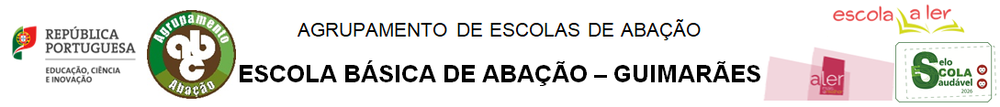 REPÚBLICA
PORTUGUESA
EDUCAÇÃO, CIÊNCIA
E INOVAÇÃO
Agrupamento
abc
Abação
AGRUPAMENTO DE ESCOLAS DE ABAÇÃO
ESCOLA BÁSICA DE ABAÇÃO – GUIMARÃES
escola a ler
aler
Selo
ESCOLA
Saudável
2026